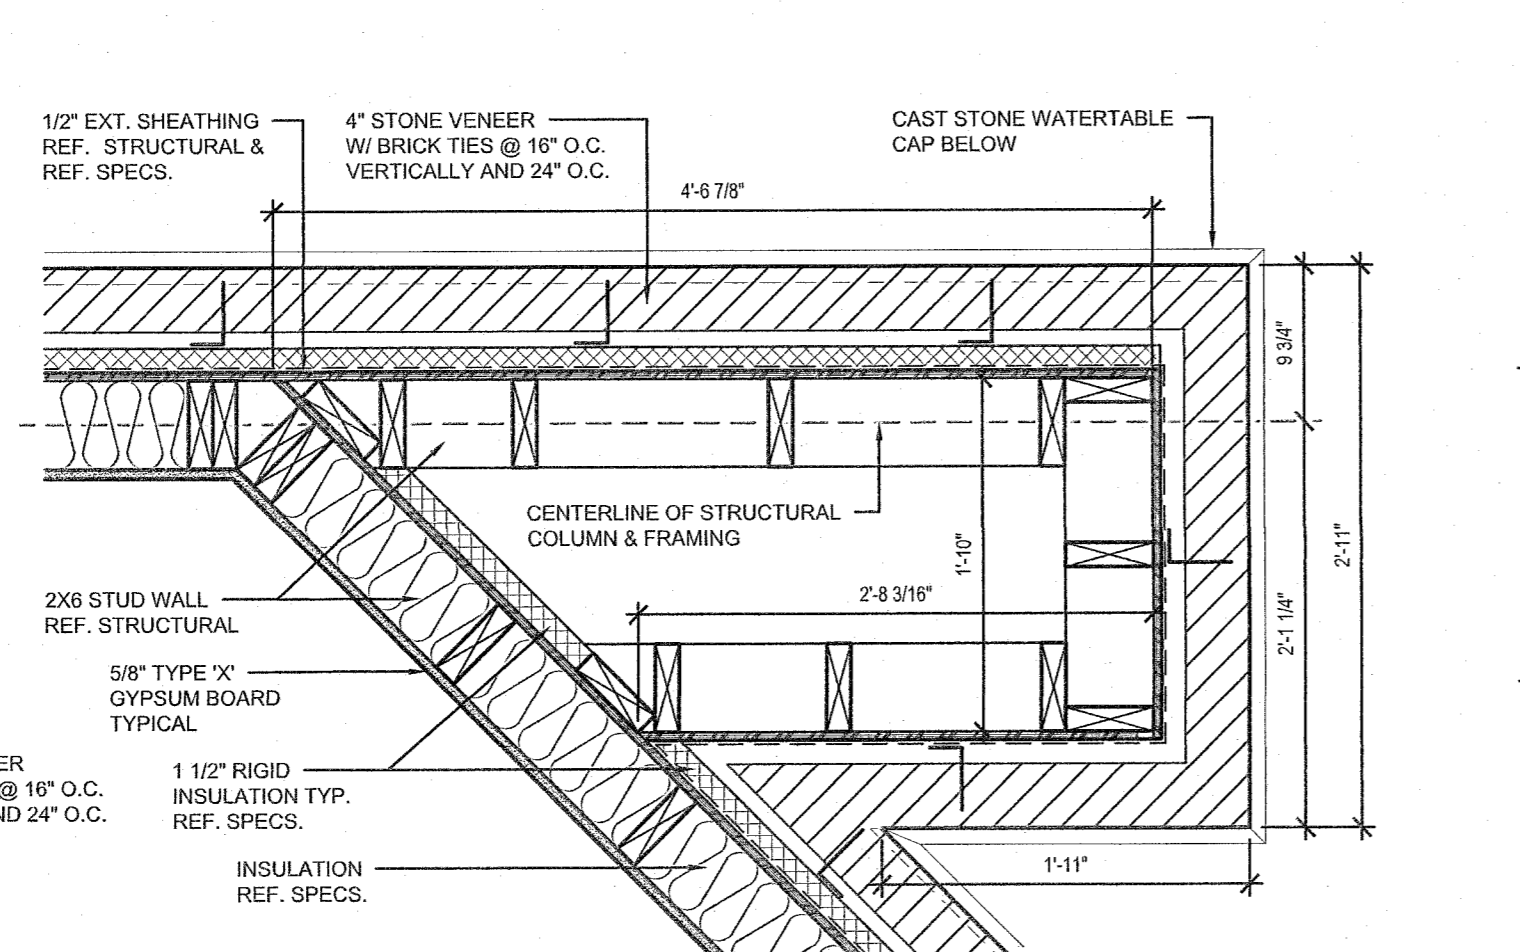 1/2" EXT. SHEATHING
REF. STRUCTURAL &
REF. SPECS.
4" STONE VENEER
W/ BRICK TIES @ 16" O.C.
VERTICALLY AND 24" O.C.
CAST STONE WATERTABLE
CAP BELOW
4'-6 7/8"
9 3/4"
2'-11"
2'-1 1/4"
CENTERLINE OF STRUCTURAL
COLUMN & FRAMING
1'-10"
2'-8 3/16"
2X6 STUD WALL
REF. STRUCTURAL
5/8" TYPE 'X'
GYPSUM BOARD
TYPICAL
ER
@ 16" O.C.
ND 24" O.C.
1 1/2" RIGID
INSULATION TYP.
REF. SPECS.
INSULATION
REF. SPECS.
1'-11"